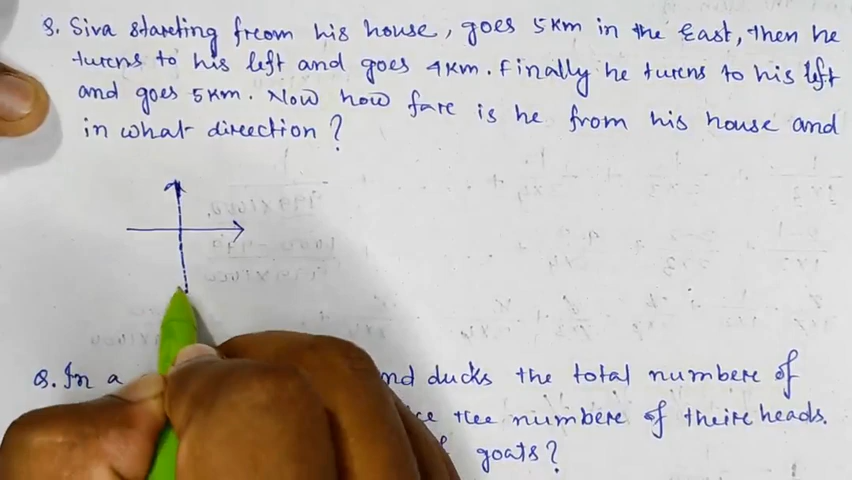 Q. Siva starting from his house, goes 5km in the East, then he
turns to his left and goes 4km. Finally he turns to his left
and goes 5km. Now how far is he from his house and
in what direction?
Q. In a nd ducks the total number of
the number of their heads.
goats?